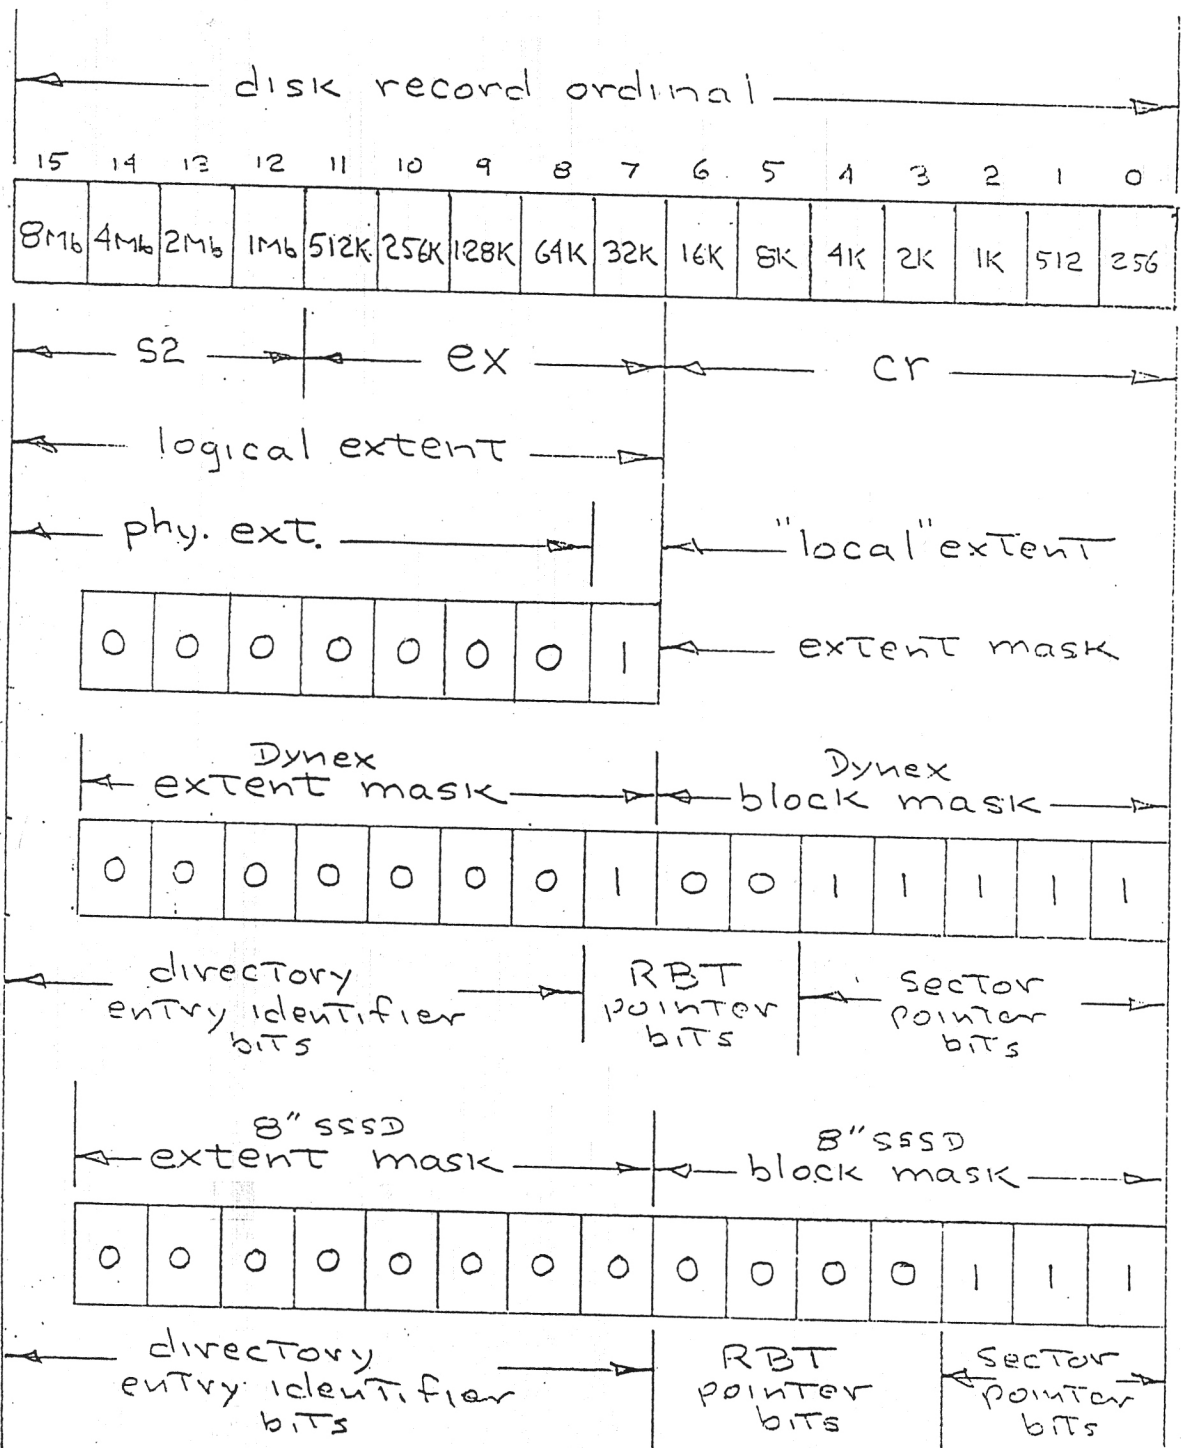 disk record ordinal
15 14 13 12 11 10 9 8 7 6 5 4 3 2 1 0
8Mb 4Mb 2Mb 1Mb 512K 256K 128K 64K 32K 16K 8K 4K 2K 1K 512 256
S2 ex cr
logical extent
phy. ext. "local" extent
0 0 0 0 0 0 0 1 extent mask
Dynex Dynex
extent mask block mask
0 0 0 0 0 0 0 1 0 0 1 1 1 1 1
directory RBT sector
entry identifier pointer pointer
bits bits bits
8" SSSD 8" SSSD
extent mask block mask
0 0 0 0 0 0 0 0 0 0 0 0 1 1 1
directory RBT sector
entry identifier pointer pointer
bits bits bits